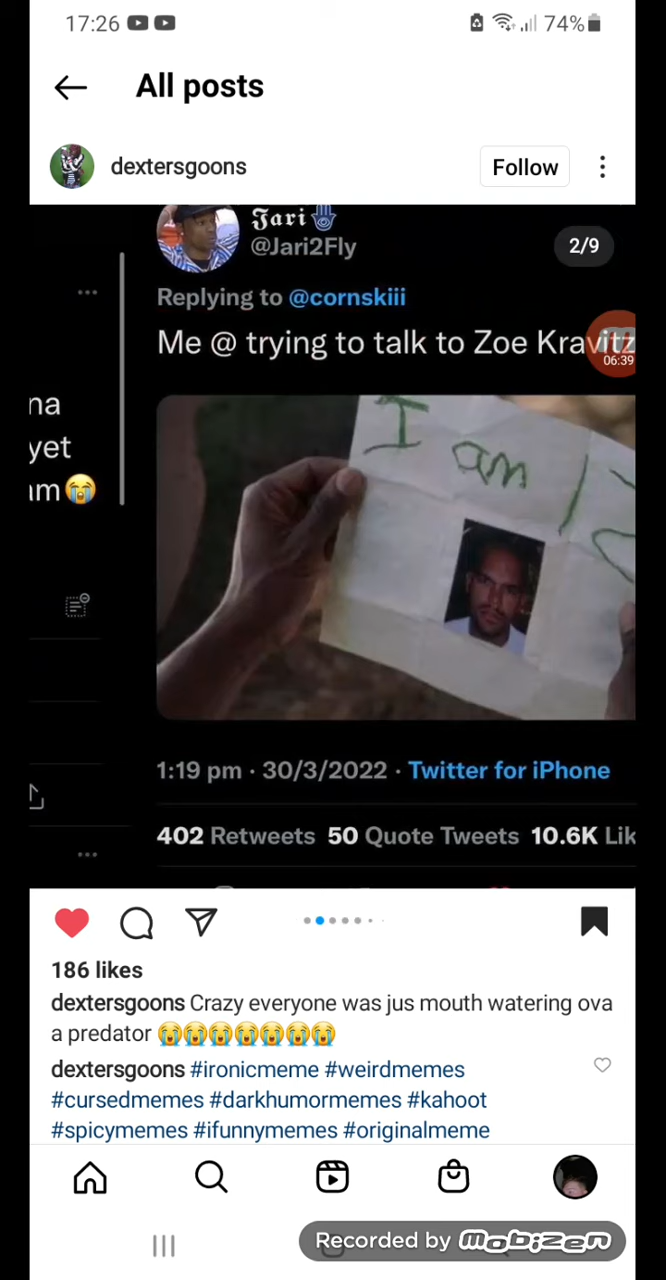 17:26
74%
All posts
dextersgoons
Follow
𝕵𝖆𝖗𝖎
@Jari2Fly
2/9
Replying to @cornskiii
Me @ trying to talk to Zoe Kravitz
06:39
na
yet
am😭
I am
1:19 pm · 30/3/2022 · Twitter for iPhone
402 Retweets 50 Quote Tweets 10.6K Lik
186 likes
dextersgoons Crazy everyone was jus mouth watering ova
a predator 😭😭😭😭😭😭😭
dextersgoons #ironicmeme #weirdmemes
#cursedmemes #darkhumormemes #kahoot
#spicymemes #ifunnymemes #originalmeme
Recorded by mobizen